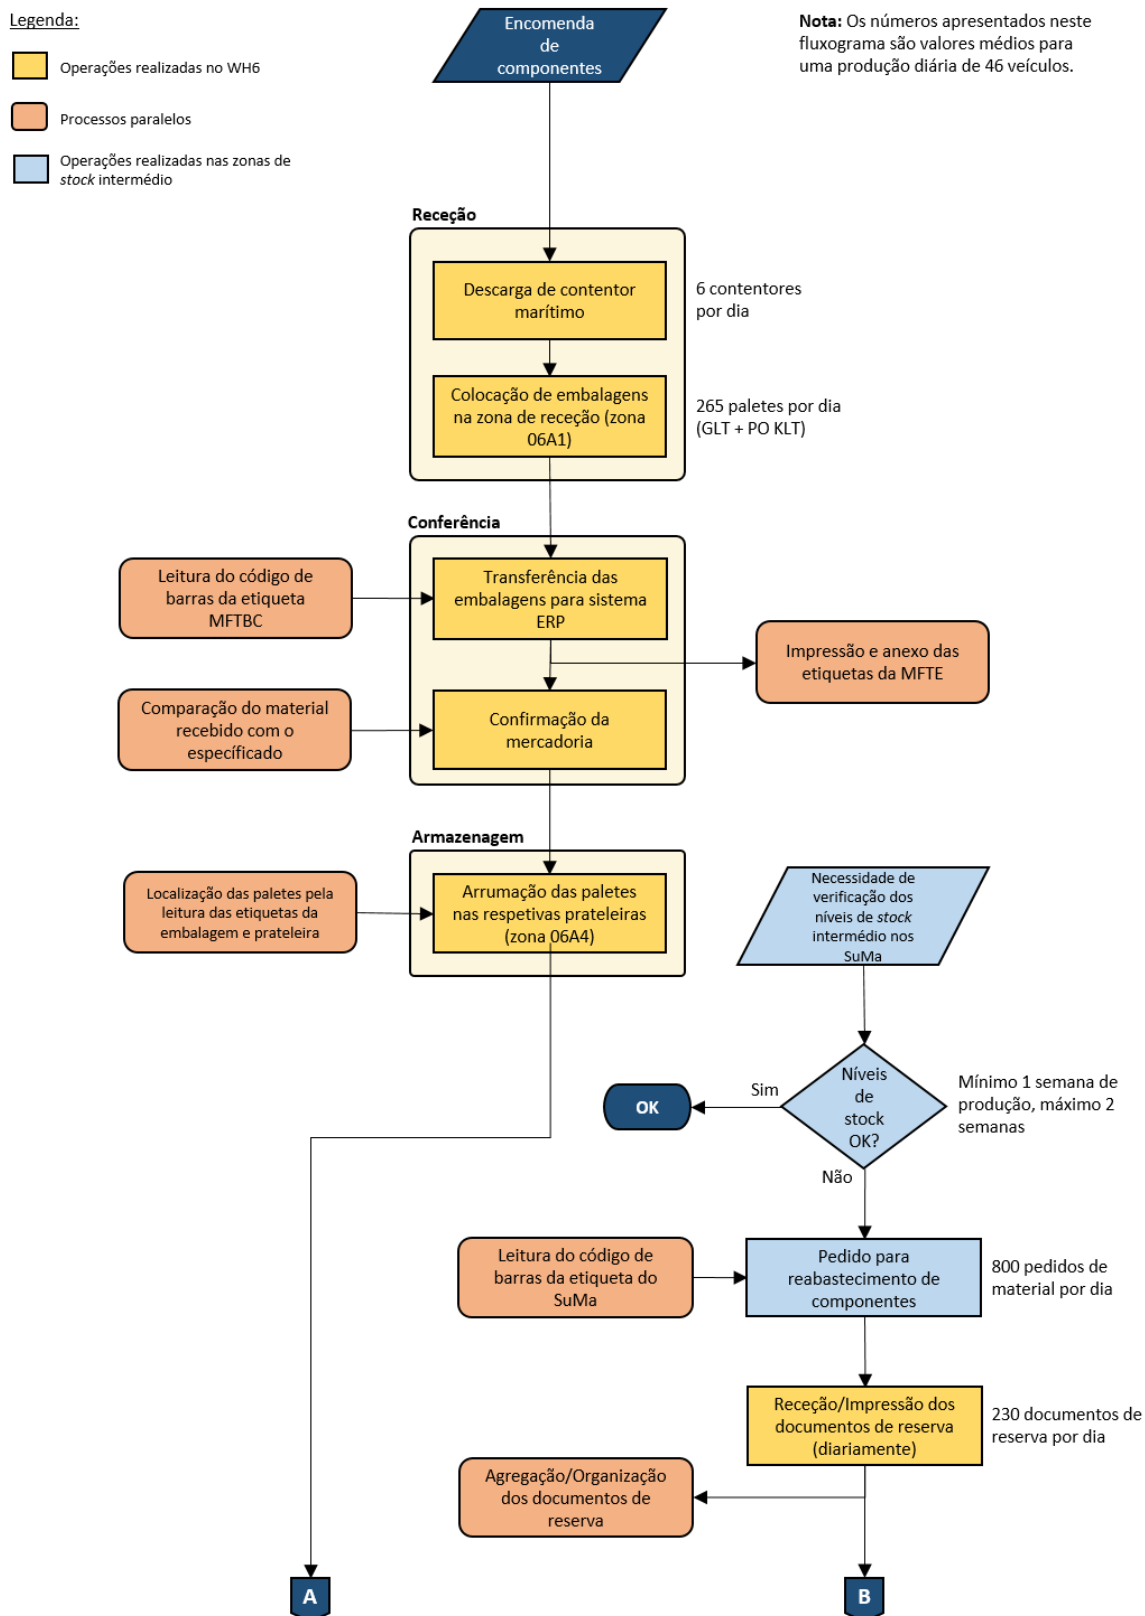 Legenda:
Operações realizadas no WH6
Processos paralelos
Operações realizadas nas zonas de
stock intermédio
Encomenda
de
componentes
Nota: Os números apresentados neste
fluxograma são valores médios para
uma produção diária de 46 veículos.
Receção
Descarga de contentor
marítimo
6 contentores
por dia
Colocação de embalagens
na zona de receção (zona
06A1)
265 paletes por dia
(GLT + PO KLT)
Conferência
Leitura do código de
barras da etiqueta
MFTBC
Transferência das
embalagens para sistema
ERP
Impressão e anexo das
etiquetas da MFTE
Comparação do material
recebido com o
específicado
Confirmação da
mercadoria
Armazenagem
Localização das paletes pela
leitura das etiquetas da
embalagem e prateleira
Arrumação das paletes
nas respetivas prateleiras
(zona 06A4)
Necessidade de
verificação dos
níveis de stock
intermédio nos
SuMa
Níveis
de
stock
OK?
Sim
OK
Mínimo 1 semana de
produção, máximo 2
semanas
Não
Leitura do código de
barras da etiqueta do
SuMa
Pedido para
reabastecimento de
componentes
800 pedidos de
material por dia
Receção/Impressão dos
documentos de reserva
(diariamente)
230 documentos de
reserva por dia
Agregação/Organização
dos documentos de
reserva
A
B